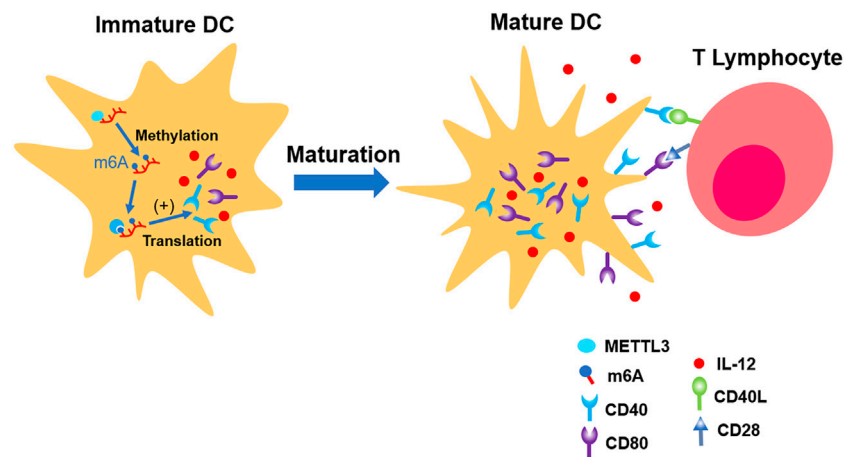 Immature DC
Mature DC
T Lymphocyte
Methylation
m6A
Maturation
(+)
Translation
METTL3
m6A
CD40
CD80
IL-12
CD40L
CD28